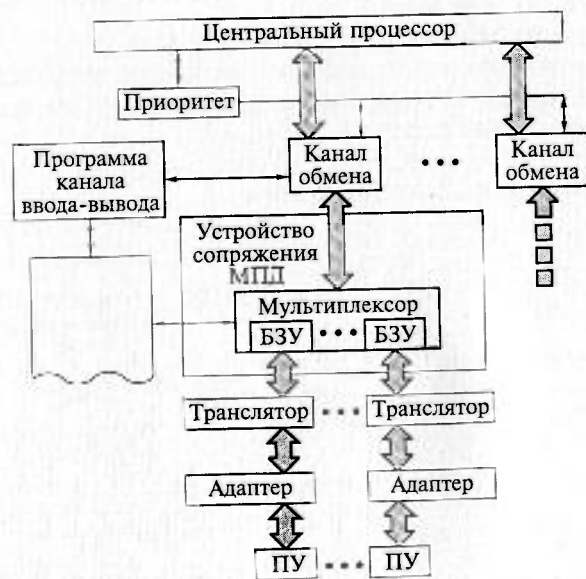 Центральный процессор
Приоритет
Программа
канала
ввода-вывода
Канал
обмена
Канал
обмена
Устройство
сопряжения
МПД
Мультиплексор
БЗУ
БЗУ
Транслятор
Транслятор
Адаптер
Адаптер
ПУ
ПУ